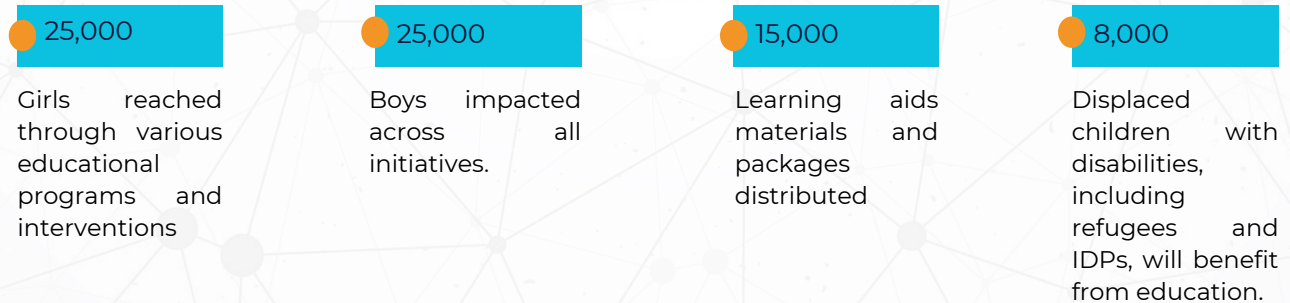 25,000
Girls reached
through various
educational
programs and
interventions
25,000
Boys impacted
across all
initiatives.
15,000
Learning aids
materials and
packages
distributed
8,000
Displaced
children with
disabilities,
including
refugees and
IDPs, will benefit
from education.